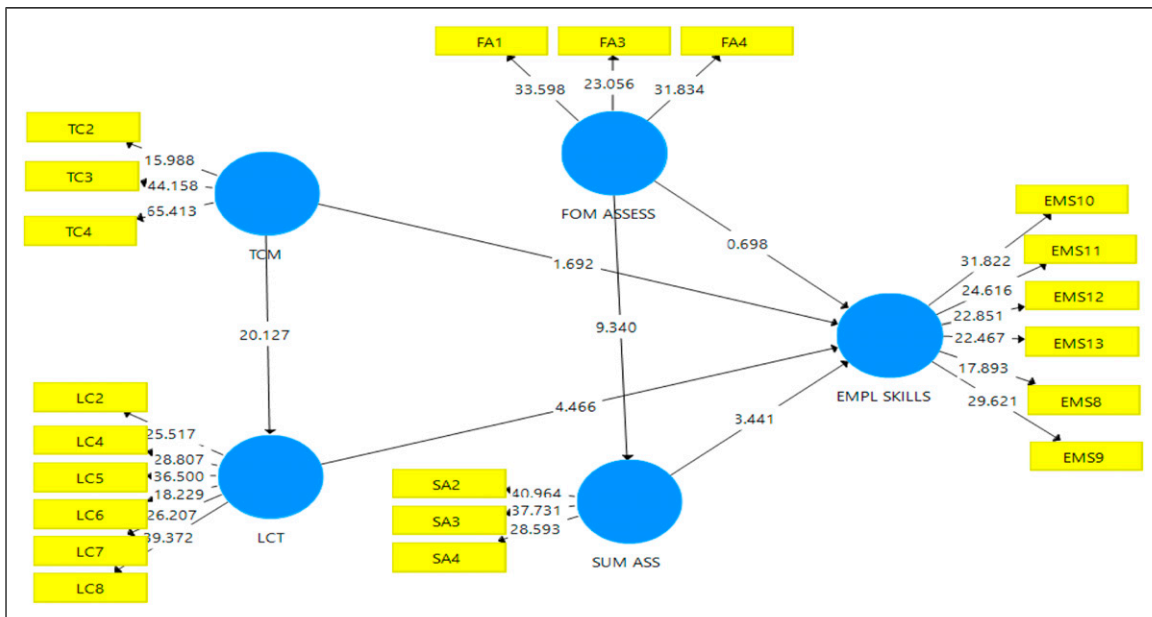 FA1
FA3
FA4
33.598
23.056
31.834
FOM ASSESS
TC2
TC3
TC4
15.988
44.158
65.413
TCM
0.698
1.692
20.127
9.340
EMS10
EMS11
EMS12
EMS13
EMS8
EMS9
31.822
24.616
22.851
22.467
17.893
29.621
EMPL SKILLS
4.466
3.441
LC2
LC4
LC5
LC6
LC7
LC8
25.517
28.807
36.500
18.229
26.207
39.372
LCT
SA2
SA3
SA4
40.964
37.731
28.593
SUM ASS